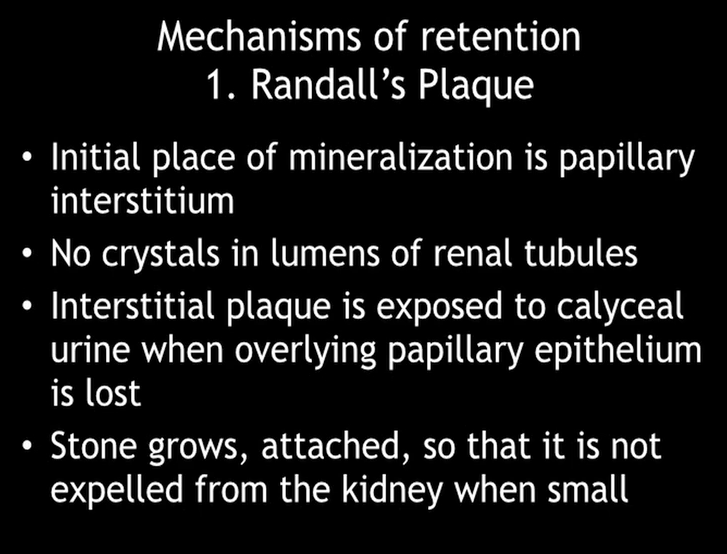 Mechanisms of retention
1. Randall’s Plaque
• Initial place of mineralization is papillary
interstitium
• No crystals in lumens of renal tubules
• Interstitial plaque is exposed to calyceal
urine when overlying papillary epithelium
is lost
• Stone grows, attached, so that it is not
expelled from the kidney when small